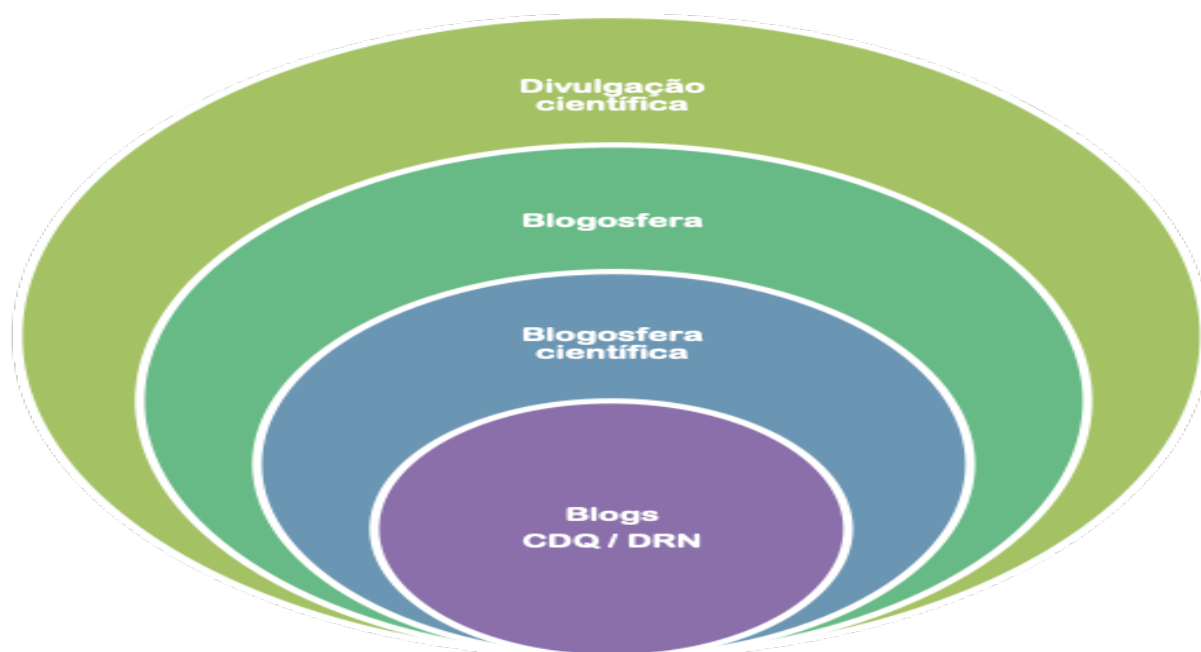 Divulgação
científica
Blogosfera
Blogosfera
científica
Blogs
CDQ / DRN